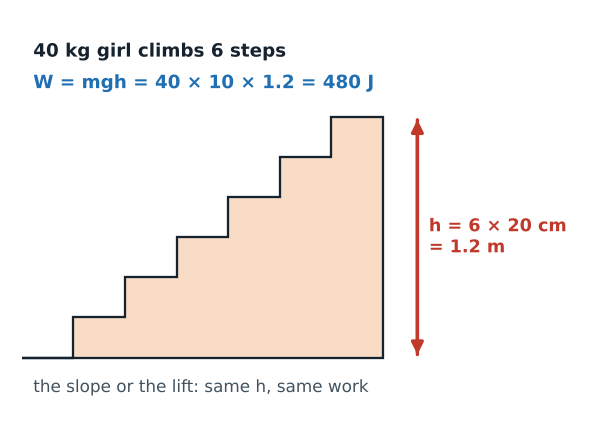 40 kg girl climbs 6 steps
W = mgh = 40 × 10 × 1.2 = 480 J
h = 6 × 20 cm
= 1.2 m
the slope or the lift: same h, same work